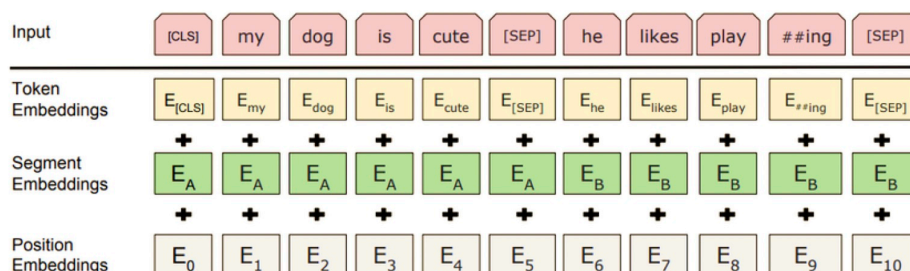 Input [CLS] my dog is cute [SEP] he likes play ##ing [SEP]
Token Embeddings E[CLS] Emy Edog Eis Ecute E[SEP] Ehe Elikes Eplay E##ing E[SEP]
+ + + + + + + + + + +
Segment Embeddings EA EA EA EA EA EA EB EB EB EB EB
+ + + + + + + + + + +
Position Embeddings E0 E1 E2 E3 E4 E5 E6 E7 E8 E9 E10